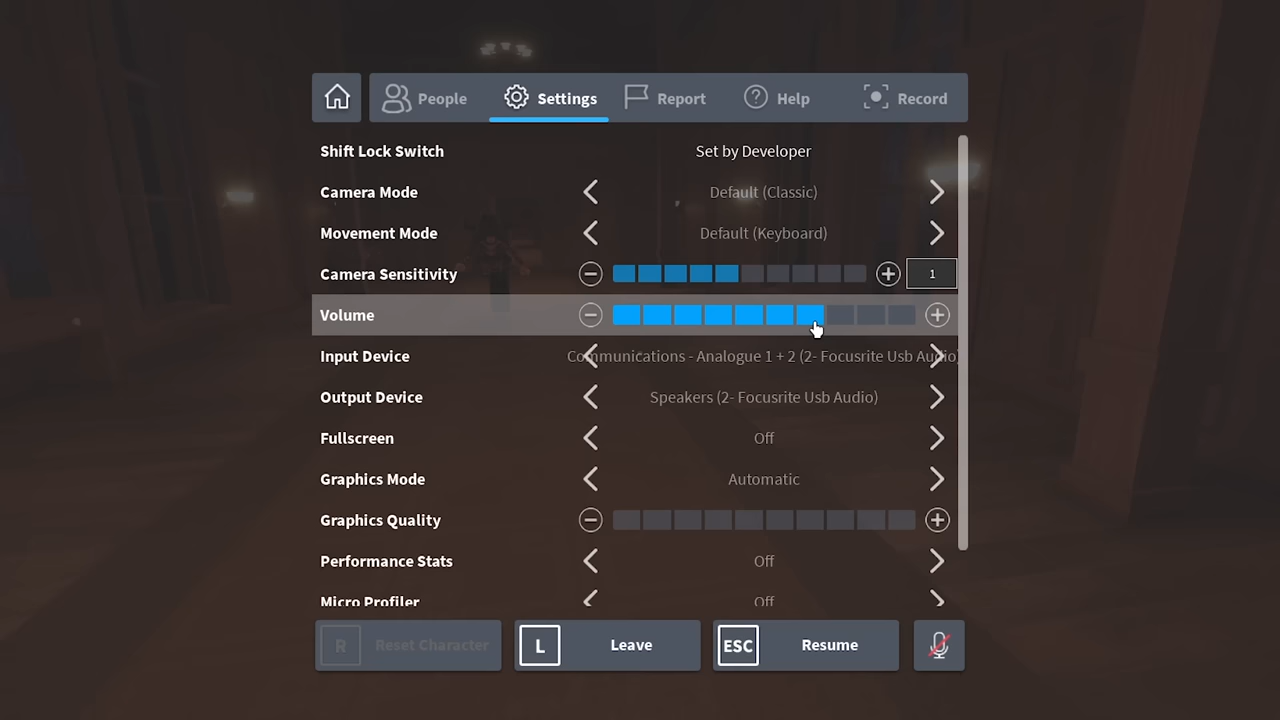 People Settings Report Help Record
Shift Lock Switch Set by Developer
Camera Mode Default (Classic)
Movement Mode Default (Keyboard)
Camera Sensitivity 1
Volume
Input Device Communications - Analogue 1 + 2 (2- Focusrite Usb Audio)
Output Device Speakers (2- Focusrite Usb Audio)
Fullscreen Off
Graphics Mode Automatic
Graphics Quality
Performance Stats Off
Micro Profiler Off
R Reset Character L Leave ESC Resume